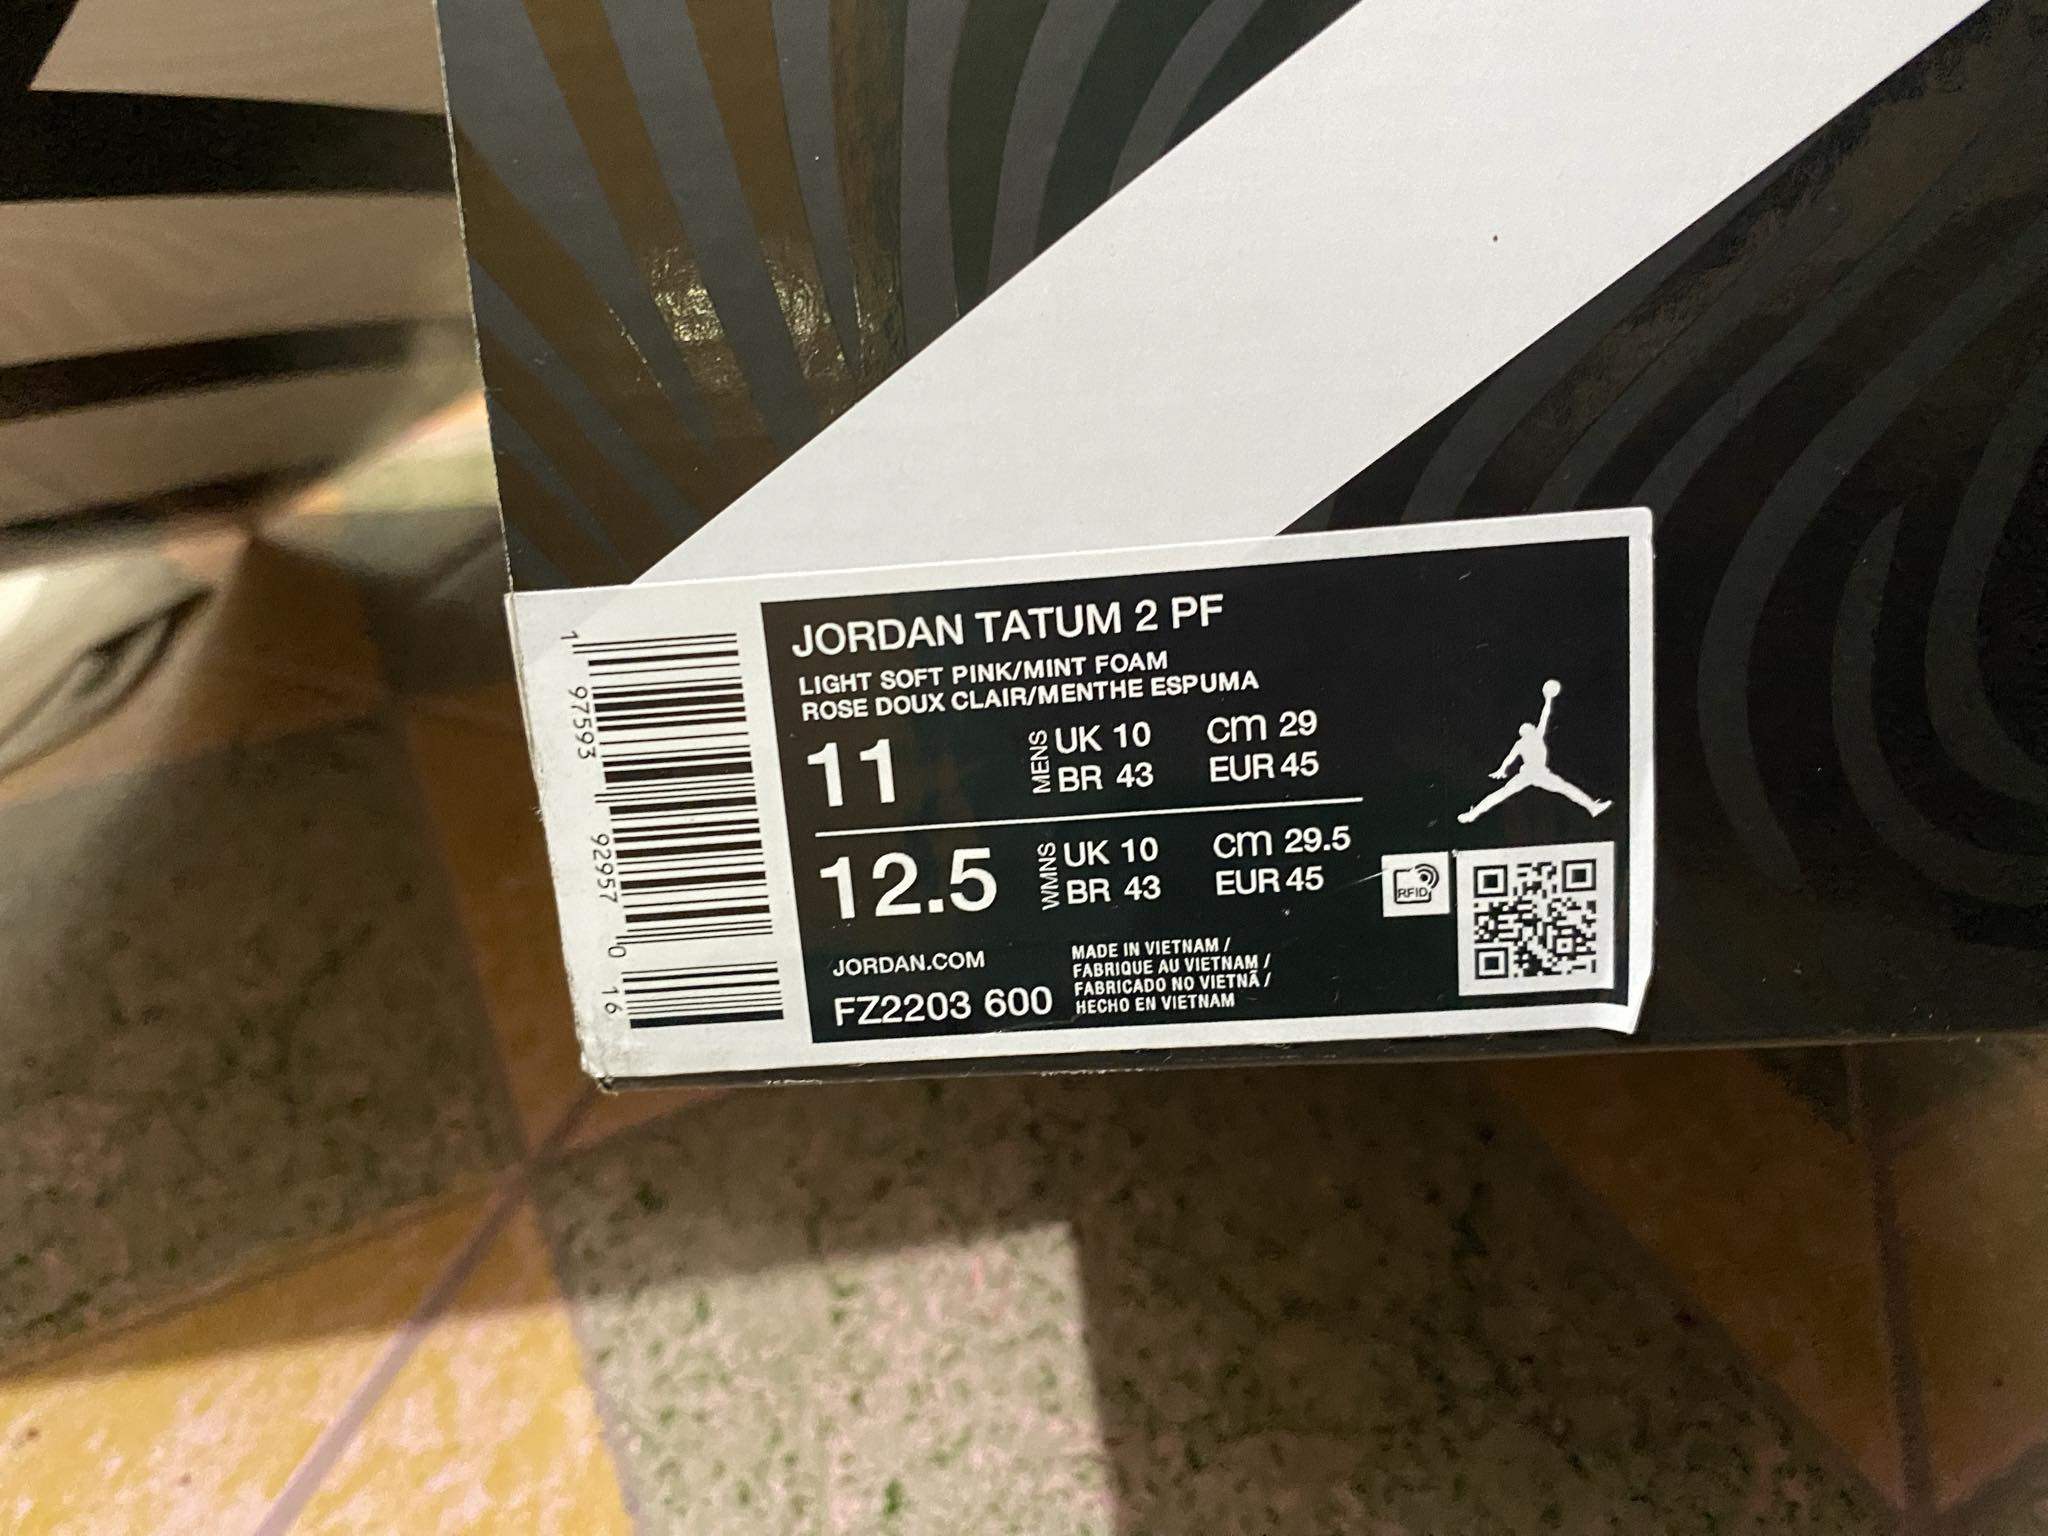 JORDAN TATUM 2 PF
LIGHT SOFT PINK/MINT FOAM
ROSE DOUX CLAIR/MENTHE ESPUMA
11
MENS
UK 10
CM 29
BR 43
EUR 45
12.5
WMNS
UK 10
CM 29.5
BR 43
EUR 45
JORDAN.COM
FZ2203 600
MADE IN VIETNAM /
FABRIQUE AU VIETNAM /
FABRICADO NO VIETNÃ /
HECHO EN VIETNAM
RFID
1 97593 92957 0 16